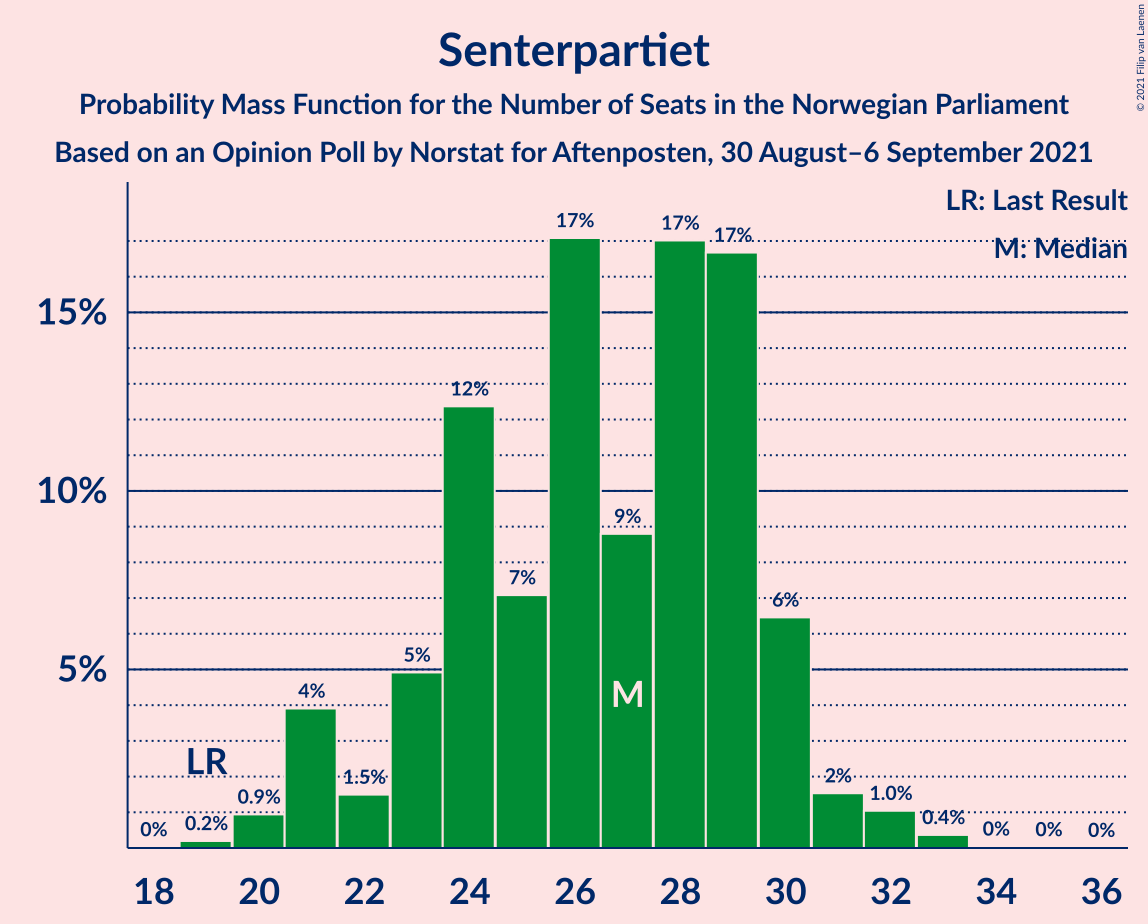 Senterpartiet
Probability Mass Function for the Number of Seats in the Norwegian Parliament
Based on an Opinion Poll by Norstat for Aftenposten, 30 August–6 September 2021
© 2021 Filip van Laenen
LR: Last Result
M: Median
15%
10%
5%
0%
0.2%
0.9%
4%
1.5%
5%
12%
7%
17%
9%
17%
17%
6%
2%
1.0%
0.4%
0%
0%
0%
LR
M
18 20 22 24 26 28 30 32 34 36